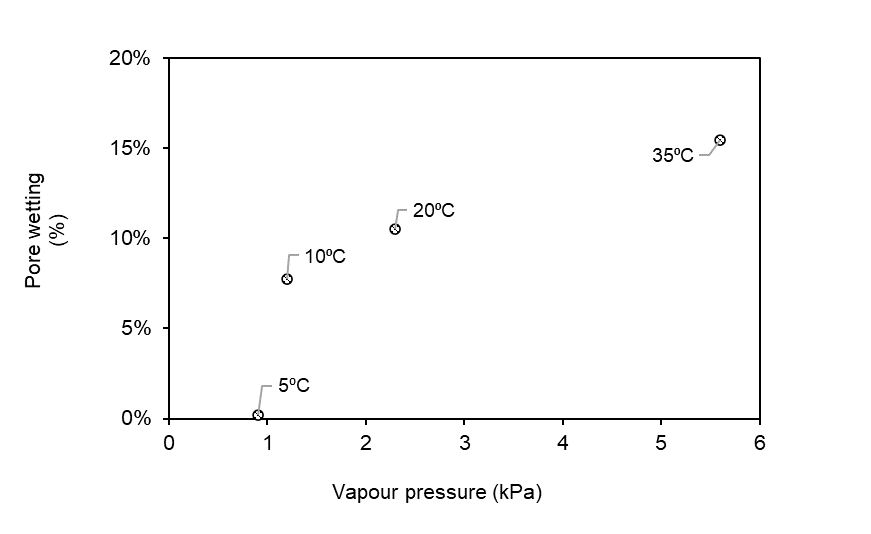 20%
15%
10%
5%
0%
Pore wetting
(%)
35ºC
20ºC
10ºC
5ºC
0 1 2 3 4 5 6
Vapour pressure (kPa)